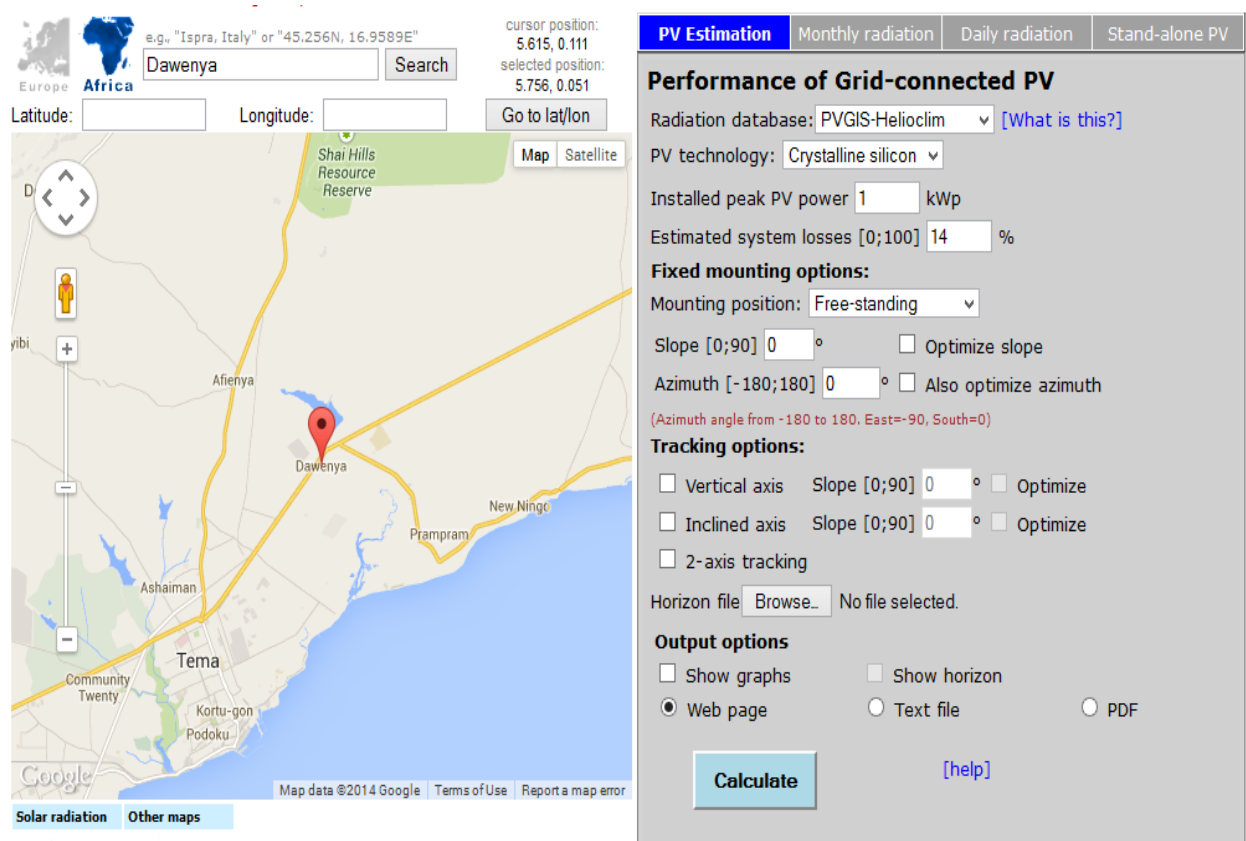 e.g., "Ispra, Italy" or "45.256N, 16.9589E"
cursor position:
5.615, 0.111
Dawenya
Search
selected position:
5.756, 0.051
Europe Africa
Latitude: Longitude: Go to lat/lon
Shai Hills
Resource
Reserve
Map Satellite
D
yibi
Afienya
Dawenya
New Ningo
Prampram
Ashaiman
Tema
Community
Twenty
Kortu-gon
Podoku
Google
Map data ©2014 Google Terms of Use Report a map error
Solar radiation Other maps
PV Estimation Monthly radiation Daily radiation Stand-alone PV
Performance of Grid-connected PV
Radiation database: PVGIS-Helioclim [What is this?]
PV technology: Crystalline silicon
Installed peak PV power 1 kWp
Estimated system losses [0;100] 14 %
Fixed mounting options:
Mounting position: Free-standing
Slope [0;90] 0 ° Optimize slope
Azimuth [-180;180] 0 ° Also optimize azimuth
(Azimuth angle from -180 to 180. East=-90, South=0)
Tracking options:
Vertical axis Slope [0;90] 0 ° Optimize
Inclined axis Slope [0;90] 0 ° Optimize
2-axis tracking
Horizon file Browse_ No file selected.
Output options
Show graphs Show horizon
Web page Text file PDF
Calculate [help]